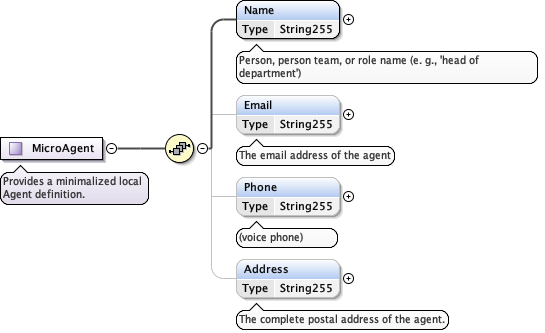 Name
Type String255
Person, person team, or role name (e. g., 'head of
department')
Email
Type String255
The email address of the agent
MicroAgent
Provides a minimalized local
Agent definition.
Phone
Type String255
(voice phone)
Address
Type String255
The complete postal address of the agent.